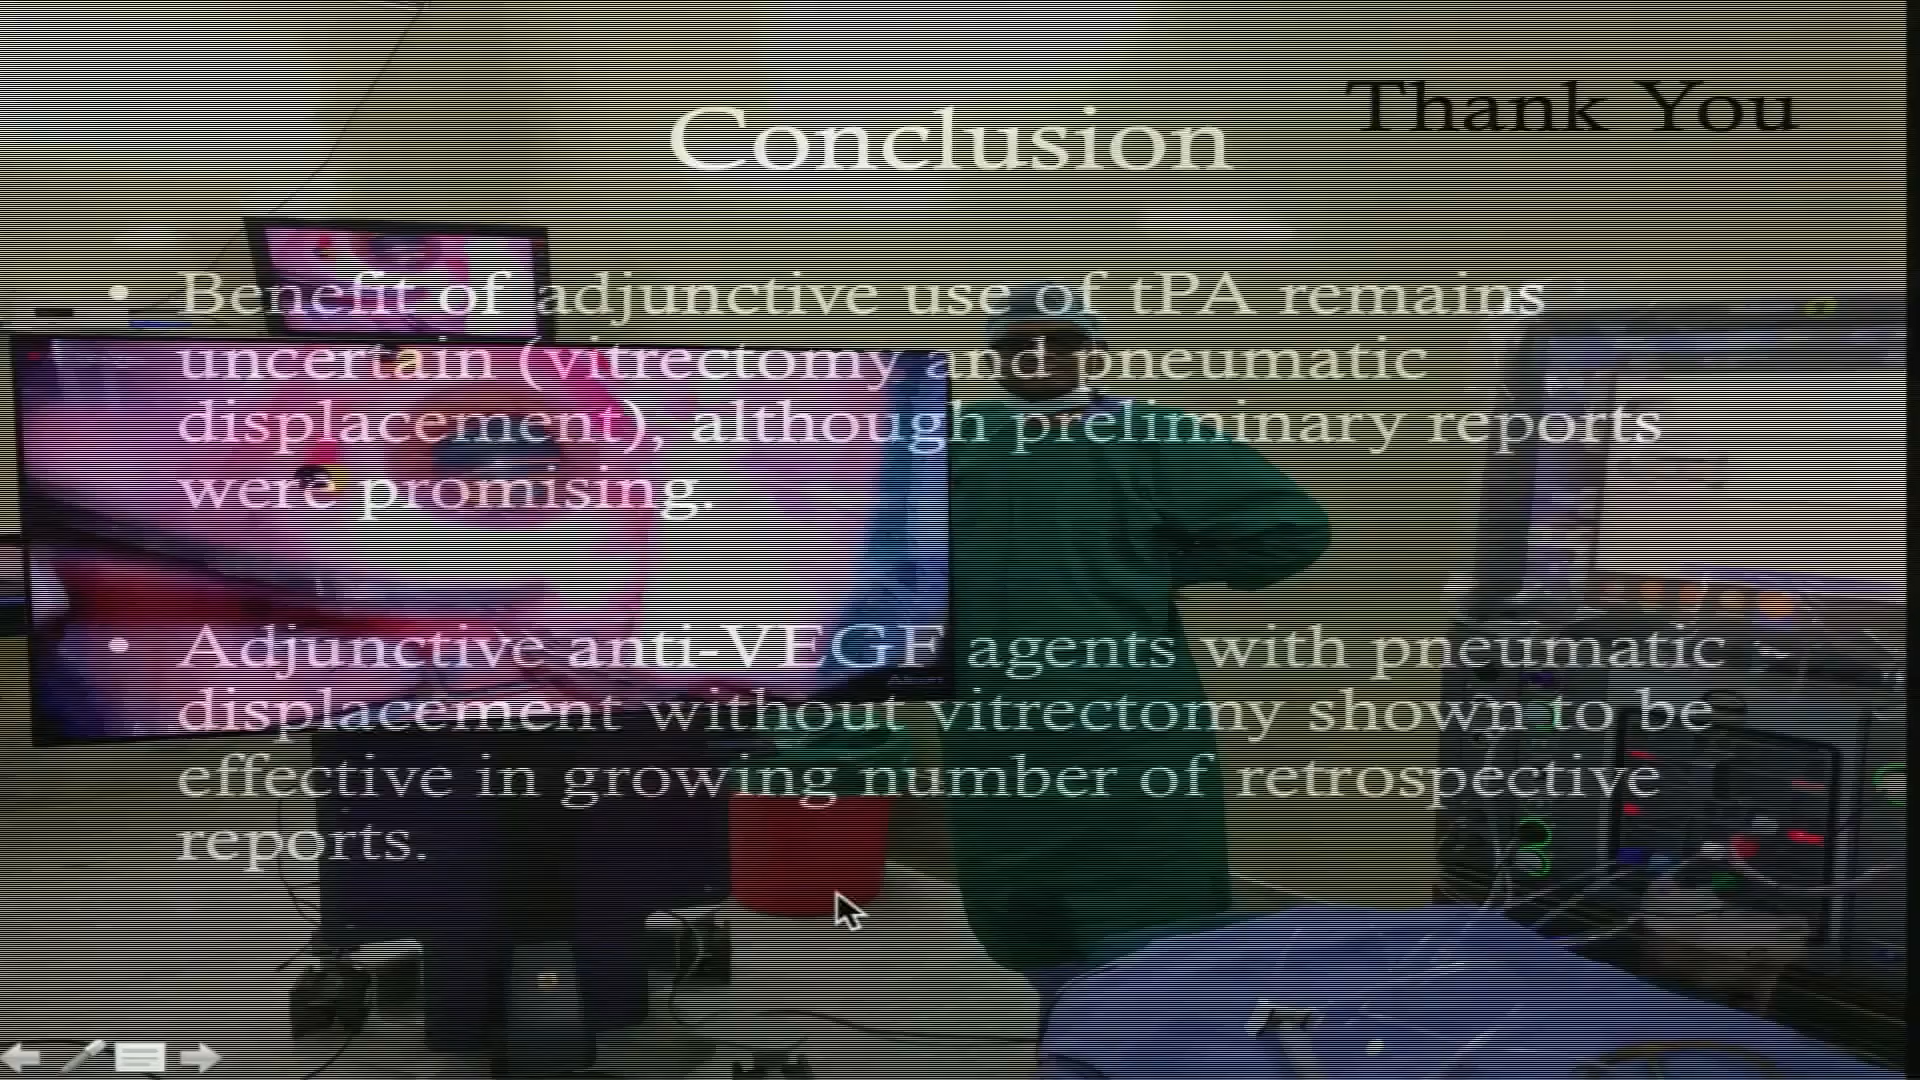 Thank You
Conclusion
• Benefit of adjunctive use of tPA remains
uncertain (vitrectomy and pneumatic
displacement), although preliminary reports
were promising.
• Adjunctive anti-VEGF agents with pneumatic
displacement without vitrectomy shown to be
effective in growing number of retrospective
reports.
Alcon